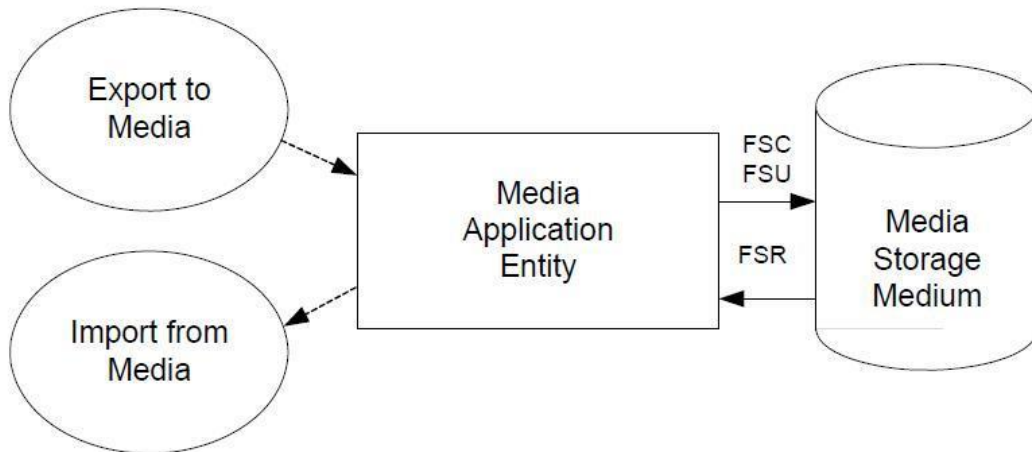 Export to
Media
Import from
Media
Media
Application
Entity
FSC
FSU
FSR
Media
Storage
Medium